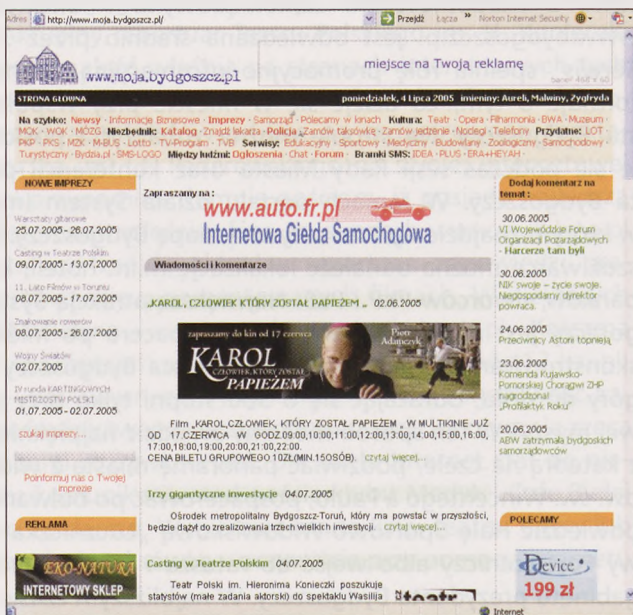 Adres http://www.moja.bydgoszcz.pl/ Przejdź Łącza » Norton Internet Security
www.moja.bydgoszcz.pl
miejsce na Twoją reklamę
baner 468 x 60
STRONA GŁÓWNA poniedziałek, 4 Lipca 2005 imieniny: Aureli, Malwiny, Zygfryda
Na szybko: Newsy - Informacje Biznesowe - Imprezy - Samorząd - Polecamy w kinach Kultura: Teatr - Opera - Filharmonia - BWA - Muzeum -
MOK - WOK - MÓZG Niezbędnik: Katalog - Znajdź lekarza - Policja - Zamów taksówkę - Zamów jedzenie - Noclegi - Telefony Przydatne: LOT
PKP - PKS - MZK - M-BUS - Lotto - TV-Program - TVB Serwisy: Edukacyjny - Sportowy - Medyczny - Budowlany - Zoologiczny - Samochodowy
Turystyczny - Bydzia.pl - SMS-LOGO Między ludźmi: Ogłoszenia - Chat - Forum - Bramki SMS: IDEA - PLUS - ERA+HEYAH -
NOWE IMPREZY
Warsztaty gitarowe
25.07.2005 - 26.07.2005
Casting w Teatrze Polskim
09.07.2005 - 09.07.2005
11. Lato Filmów w Toruniu
08.07.2005 - 17.07.2005
Znakowanie rowerów
08.07.2005 - 26.07.2005
Wojny Światów
02.07.2005
IV runda KARTINGOWYCH
MISTRZOSTW POLSKI
01.07.2005 - 02.07.2005
szukaj imprezy...
Poinformuj nas o Twojej
imprezie
REKLAMA
EKO-NATURA
INTERNETOWY SKLEP
Zapraszamy na :
www.auto.fr.pl
Internetowa Giełda Samochodowa
Wiadomości i komentarze
„KAROL,CZŁOWIEK KTÓRY ZOSTAŁ PAPIEŻEM „ 02.06.2005
zapraszamy do kin od 17 czerwca
Piotr
Adamczyk
KAROL
CZŁOWIEK, KTÓRY ZOSTAŁ
PAPIEŻEM
Film „KAROL,CZŁOWIEK, KTÓRY ZOSTAŁ PAPIEŻEM „ W MULTIKINIE JUŻ
OD 17.CZERWCA W GODZ.09:00,10:00,11:00,12:00,13:00,14:00,15:00,16:00,
17:00,18:00,19:00,20:00,21:00,22:00.
CENA BILETU GRUPOWEGO 10ZŁ(MIN.15OSÓB). czytaj więcej...
Trzy gigantyczne inwestycje 04.07.2005
Ośrodek metropolitalny Bydgoszcz-Toruń, który ma powstać w przyszłości,
będzie dążył do zrealizowania trzech wielkich inwestycji. czytaj więcej...
Casting w Teatrze Polskim 04.07.2005
Teatr Polski im. Hieronima Konieczki poszukuje
statystów (małe zadania aktorski) do spektaklu Wasilija
teatr
Dodaj komentarz na
temat :
30.06.2005
VI Wojewódzkie Forum
Organizacji Pozarządowych
- Razem tam byli
30.06.2005
NIK swoje – życie swoje.
Niegospodarny dyrektor
powraca.
24.06.2005
Przeciwnicy Astorii topnieją
23.06.2005
Komenda Kujawsko-
Pomorskiej Chorągwi ZHP
nagrodzona!
"Profilaktyk Roku"
20.06.2005
ABW zatrzymała bydgoskich
samorządowców
POLECAMY
Device
199 zł
Internet